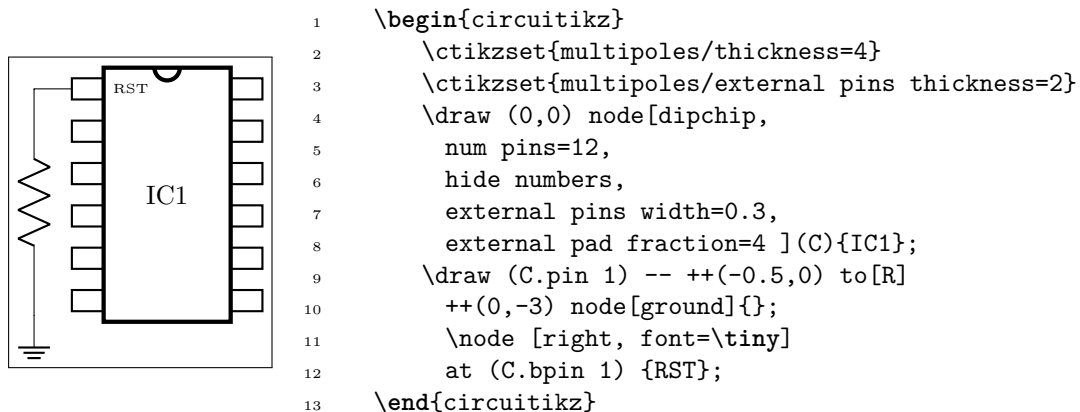 RST
IC1
1 \begin{circuitikz}
2 \ctikzset{multipoles/thickness=4}
3 \ctikzset{multipoles/external pins thickness=2}
4 \draw (0,0) node[dipchip,
5 num pins=12,
6 hide numbers,
7 external pins width=0.3,
8 external pad fraction=4 ](C){IC1};
9 \draw (C.pin 1) -- ++(-0.5,0) to[R]
10 ++(0,-3) node[ground]{};
11 \node [right, font=\tiny]
12 at (C.bpin 1) {RST};
13 \end{circuitikz}